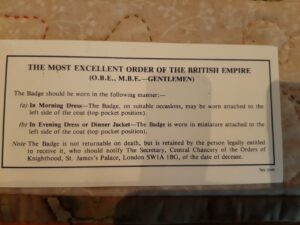 THE MOST EXCELLENT ORDER OF THE BRITISH EMPIRE
(O.B.E., M.B.E.—GENTLEMEN)
The Badge should be worn in the following manner:—
(a) In Morning Dress—The Badge, on suitable occasions, may be worn attached to the
left side of the coat (top pocket position).
(b) In Evening Dress or Dinner Jacket—The Badge is worn in miniature attached to the
left side of the coat (top pocket position).
Note The Badge is not returnable on death, but is retained by the person legally entitled
to receive it, who should notify The Secretary, Central Chancery of the Orders of
Knighthood, St. James's Palace, London SW1A 1BG, of the date of decease.